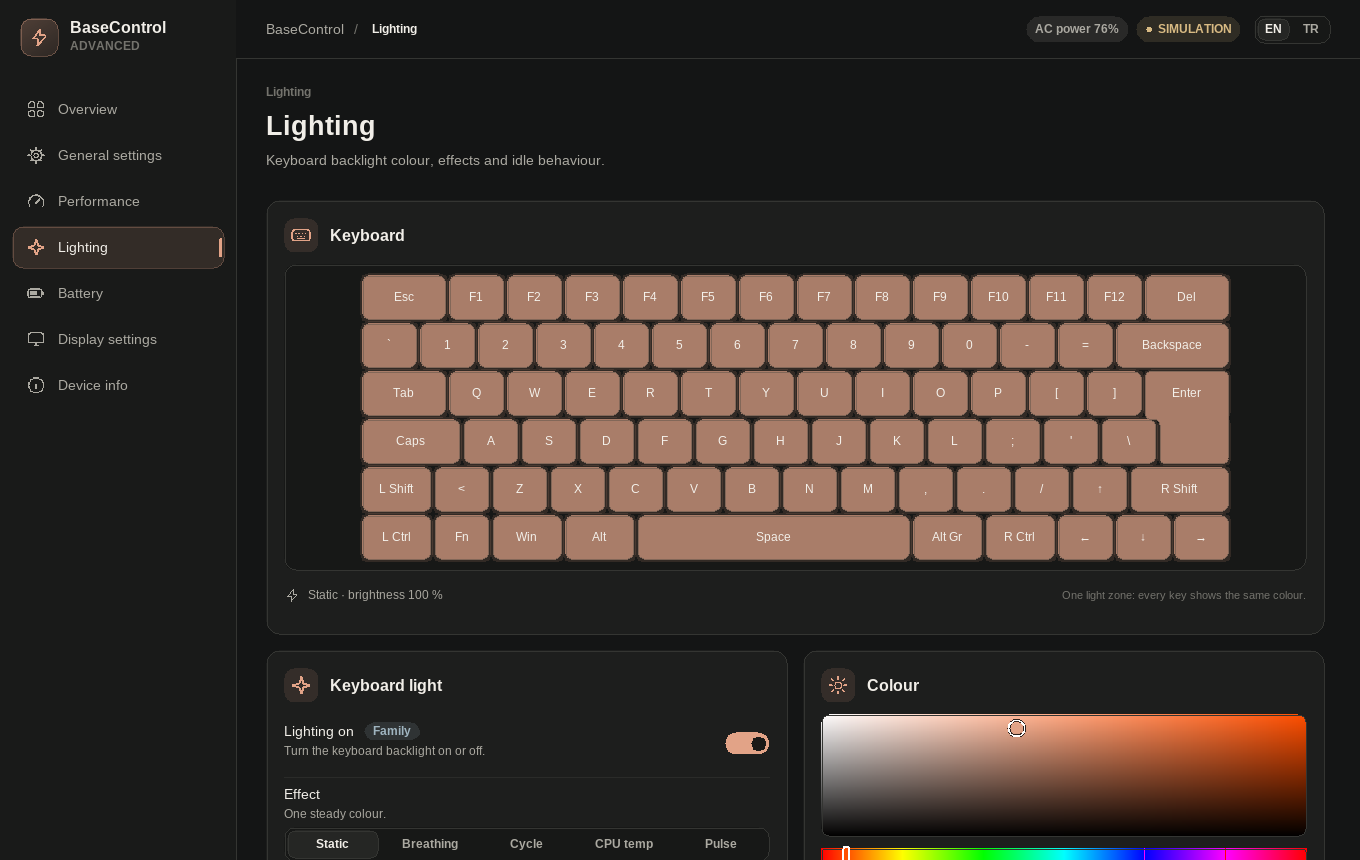 BaseControl
ADVANCED
BaseControl / Lighting
AC power 76%
SIMULATION
EN TR
Overview
General settings
Performance
Lighting
Battery
Display settings
Device info
Lighting
Lighting
Keyboard backlight colour, effects and idle behaviour.
Keyboard
Esc F1 F2 F3 F4 F5 F6 F7 F8 F9 F10 F11 F12 Del
` 1 2 3 4 5 6 7 8 9 0 - = Backspace
Tab Q W E R T Y U I O P [ ] Enter
Caps A S D F G H J K L ; ' \
L Shift < Z X C V B N M , . / ↑ R Shift
L Ctrl Fn Win Alt Space Alt Gr R Ctrl ← ↓ →
Static · brightness 100 %
One light zone: every key shows the same colour.
Keyboard light
Lighting on Family
Turn the keyboard backlight on or off.
Effect
One steady colour.
Static Breathing Cycle CPU temp Pulse
Colour